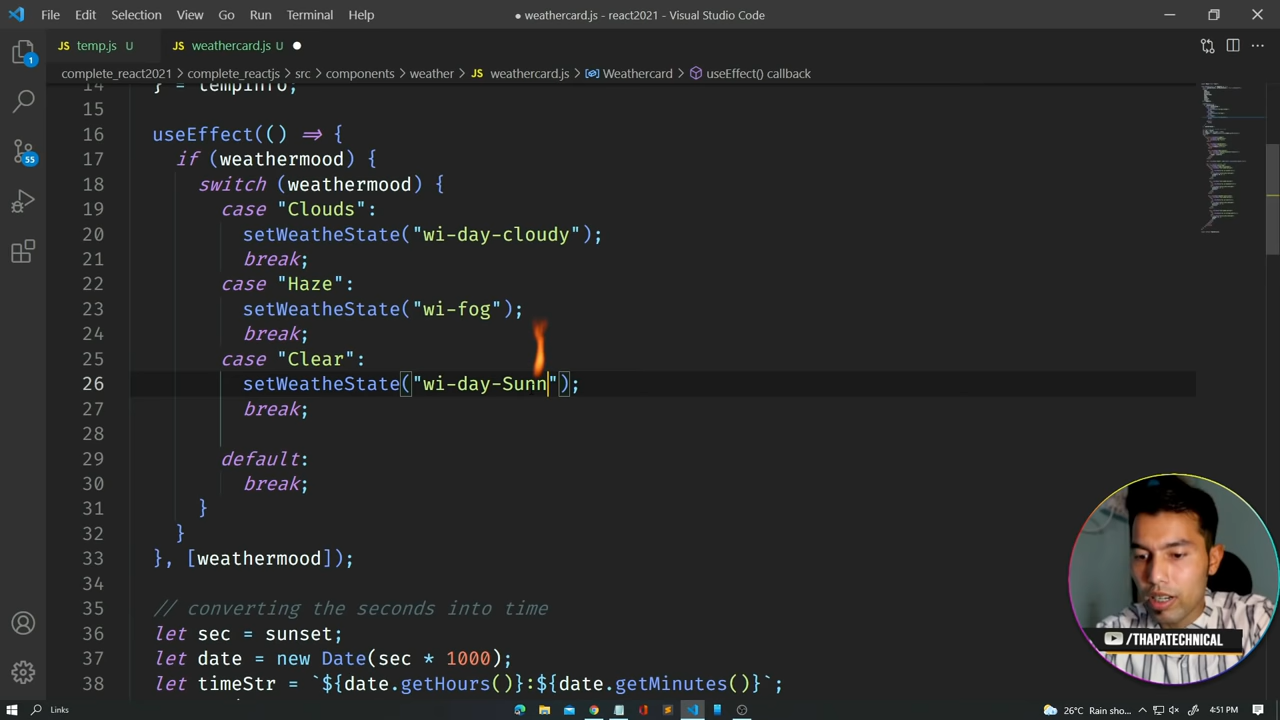 File Edit Selection View Go Run Terminal Help
● weathercard.js - react2021 - Visual Studio Code
JS temp.js U
JS weathercard.js U ●
complete_react2021 > complete_reactjs > src > components > weather > JS weathercard.js > Weathercard > useEffect() callback
1
55
14 } = tempInfo;
15
16 useEffect(() => {
17 if (weathermood) {
18 switch (weathermood) {
19 case "Clouds":
20 setWeatheState("wi-day-cloudy");
21 break;
22 case "Haze":
23 setWeatheState("wi-fog");
24 break;
25 case "Clear":
26 setWeatheState("wi-day-Sunn");
27 break;
28
29 default:
30 break;
31 }
32 }
33 }, [weathermood]);
34
35 // converting the seconds into time
36 let sec = sunset;
37 let date = new Date(sec * 1000);
38 let timeStr = `${date.getHours()}:${date.getMinutes()}`;
/THAPATECHNICAL
Links
26°C Rain sho...
4:51 PM